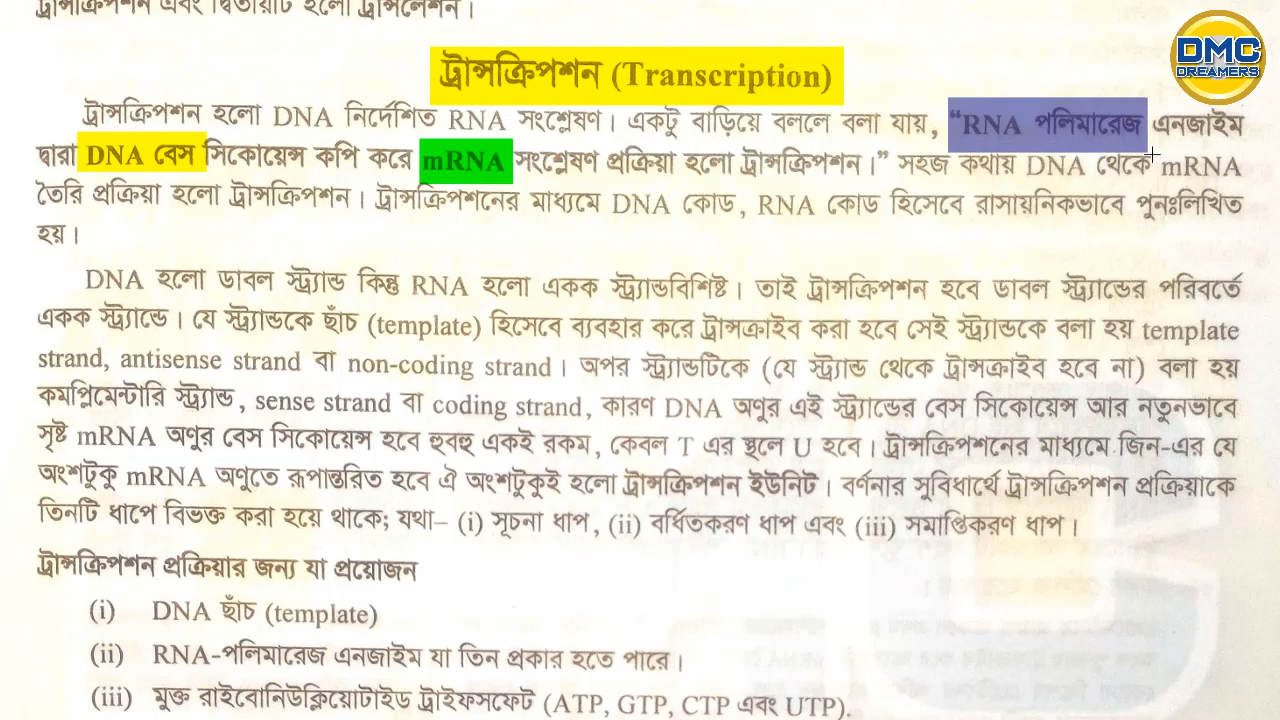 ট্রান্সক্রিপশন এবং দ্বিতীয়টি হলো ট্রান্সলেশন।
DMC
DREAMERS
ট্রান্সক্রিপশন (Transcription)
ট্রান্সক্রিপশন হলো DNA নির্দেশিত RNA সংশ্লেষণ। একটু বাড়িয়ে বললে বলা যায়, “RNA পলিমারেজ এনজাইম
দ্বারা DNA বেস সিকোয়েন্স কপি করে mRNA সংশ্লেষণ প্রক্রিয়া হলো ট্রান্সক্রিপশন।” সহজ কথায় DNA থেকে mRNA
তৈরি প্রক্রিয়া হলো ট্রান্সক্রিপশন। ট্রান্সক্রিপশনের মাধ্যমে DNA কোড, RNA কোড হিসেবে রাসায়নিকভাবে পুনঃলিখিত
হয়।
DNA হলো ডাবল স্ট্র্যান্ড কিন্তু RNA হলো একক স্ট্র্যান্ডবিশিষ্ট। তাই ট্রান্সক্রিপশন হবে ডাবল স্ট্র্যান্ডের পরিবর্তে
একক স্ট্র্যান্ডে। যে স্ট্র্যান্ডকে ছাঁচ (template) হিসেবে ব্যবহার করে ট্রান্সক্রাইব করা হবে সেই স্ট্র্যান্ডকে বলা হয় template
strand, antisense strand বা non-coding strand। অপর স্ট্র্যান্ডটিকে (যে স্ট্র্যান্ড থেকে ট্রান্সক্রাইব হবে না) বলা হয়
কমপ্লিমেন্টারি স্ট্র্যান্ড, sense strand বা coding strand, কারণ DNA অণুর এই স্ট্র্যান্ডের বেস সিকোয়েন্স আর নতুনভাবে
সৃষ্ট mRNA অণুর বেস সিকোয়েন্স হবে হুবহু একই রকম, কেবল T এর স্থলে U হবে। ট্রান্সক্রিপশনের মাধ্যমে জিন-এর যে
অংশটুকু mRNA অণুতে রূপান্তরিত হবে ঐ অংশটুকুই হলো ট্রান্সক্রিপশন ইউনিট। বর্ণনার সুবিধার্থে ট্রান্সক্রিপশন প্রক্রিয়াকে
তিনটি ধাপে বিভক্ত করা হয়ে থাকে; যথা– (i) সূচনা ধাপ, (ii) বর্ধিতকরণ ধাপ এবং (iii) সমাপ্তিকরণ ধাপ।
ট্রান্সক্রিপশন প্রক্রিয়ার জন্য যা প্রয়োজন
(i) DNA ছাঁচ (template)
(ii) RNA-পলিমারেজ এনজাইম যা তিন প্রকার হতে পারে।
(iii) মুক্ত রাইবোনিউক্লিয়োটাইড ট্রাইফসফেট (ATP, GTP, CTP এবং UTP).